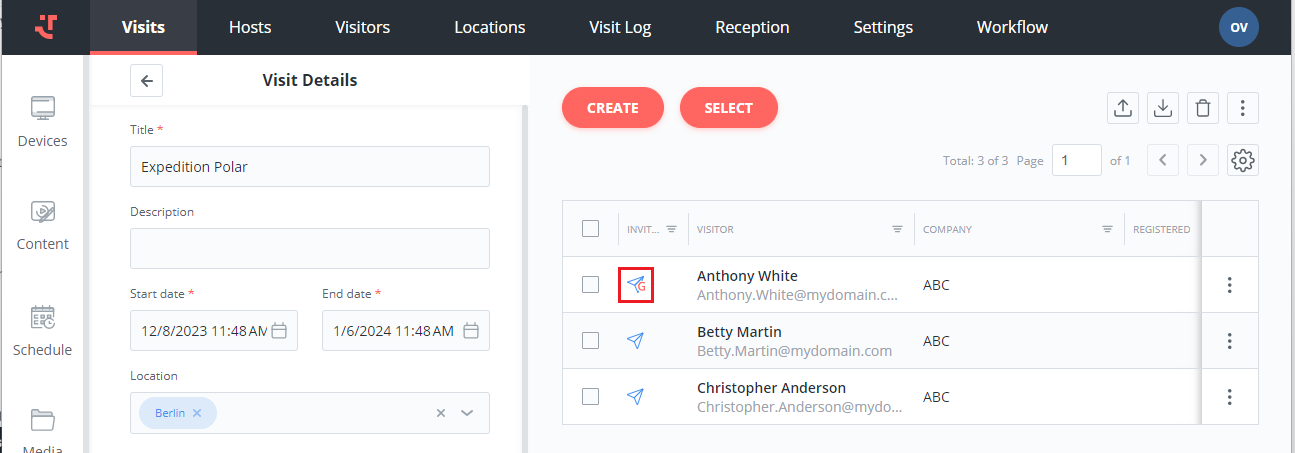 Visits
Hosts
Visitors
Locations
Visit Log
Reception
Settings
Workflow
OV
Devices
Content
Schedule
Media
Visit Details
Title *
Expedition Polar
Description
Start date *
End date *
12/8/2023 11:48 AM
1/6/2024 11:48 AM
Location
Berlin
CREATE
SELECT
Total: 3 of 3 Page 1 of 1
INVIT... VISITOR COMPANY REGISTERED
G
Anthony White
Anthony.White@mydomain.c...
ABC
Betty Martin
Betty.Martin@mydomain.com
ABC
Christopher Anderson
Christopher.Anderson@mydo...
ABC